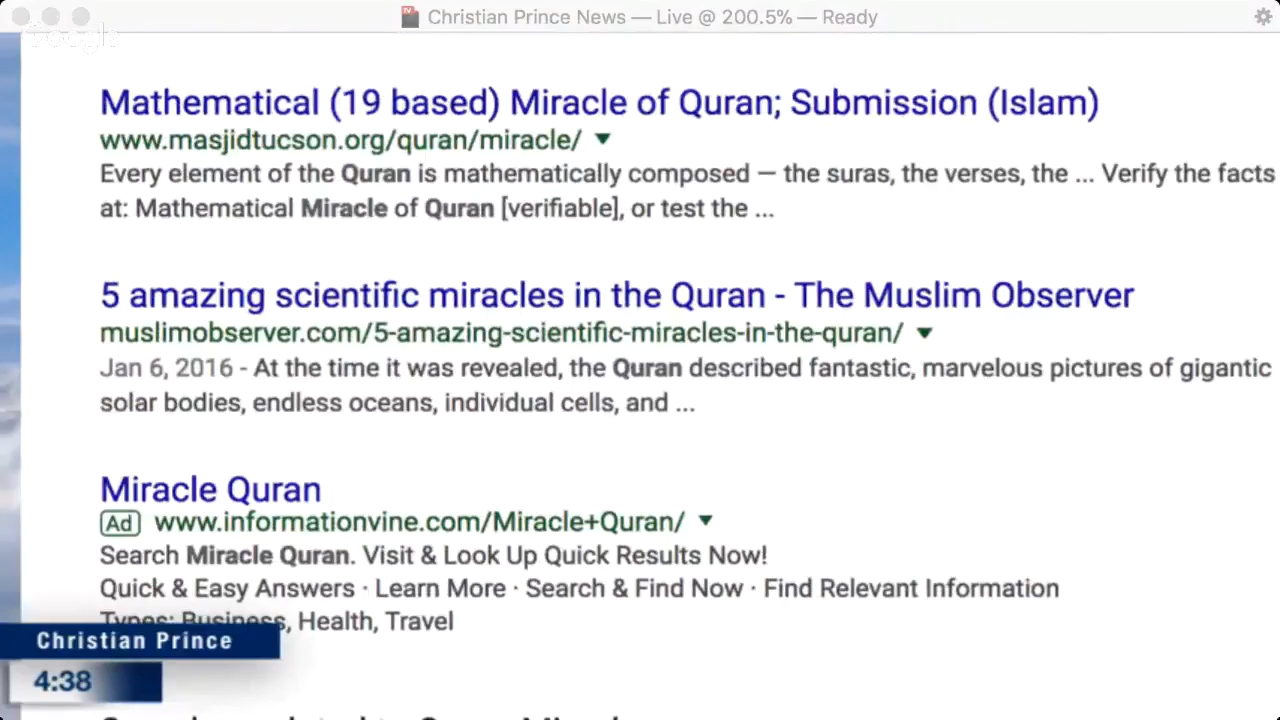 Christian Prince News — Live @ 200.5% — Ready
Google
Mathematical (19 based) Miracle of Quran; Submission (Islam)
www.masjidtucson.org/quran/miracle/
Every element of the Quran is mathematically composed — the suras, the verses, the ... Verify the facts
at: Mathematical Miracle of Quran [verifiable], or test the ...
5 amazing scientific miracles in the Quran - The Muslim Observer
muslimobserver.com/5-amazing-scientific-miracles-in-the-quran/
Jan 6, 2016 - At the time it was revealed, the Quran described fantastic, marvelous pictures of gigantic
solar bodies, endless oceans, individual cells, and ...
Miracle Quran
Ad www.informationvine.com/Miracle+Quran/
Search Miracle Quran. Visit & Look Up Quick Results Now!
Quick & Easy Answers · Learn More · Search & Find Now · Find Relevant Information
Types: Business, Health, Travel
Christian Prince
4:38